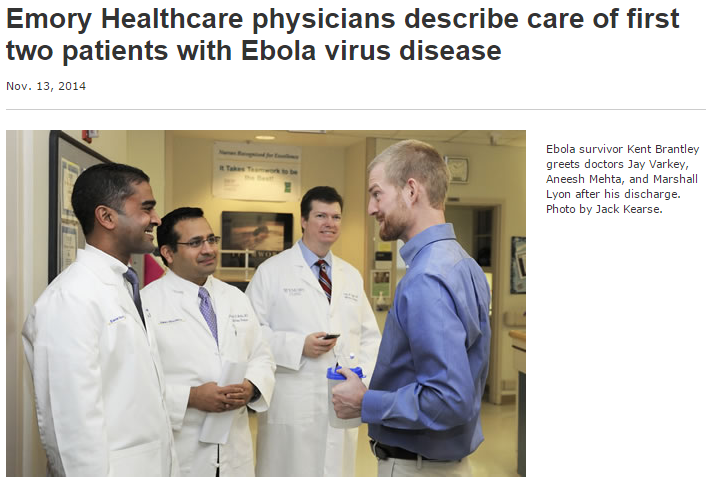 Emory Healthcare physicians describe care of first
two patients with Ebola virus disease
Nov. 13, 2014
Ebola survivor Kent Brantley
greets doctors Jay Varkey,
Aneesh Mehta, and Marshall
Lyon after his discharge.
Photo by Jack Kearse.
Nurses Recognized for Excellence
It Takes Teamwork to be
the Best!